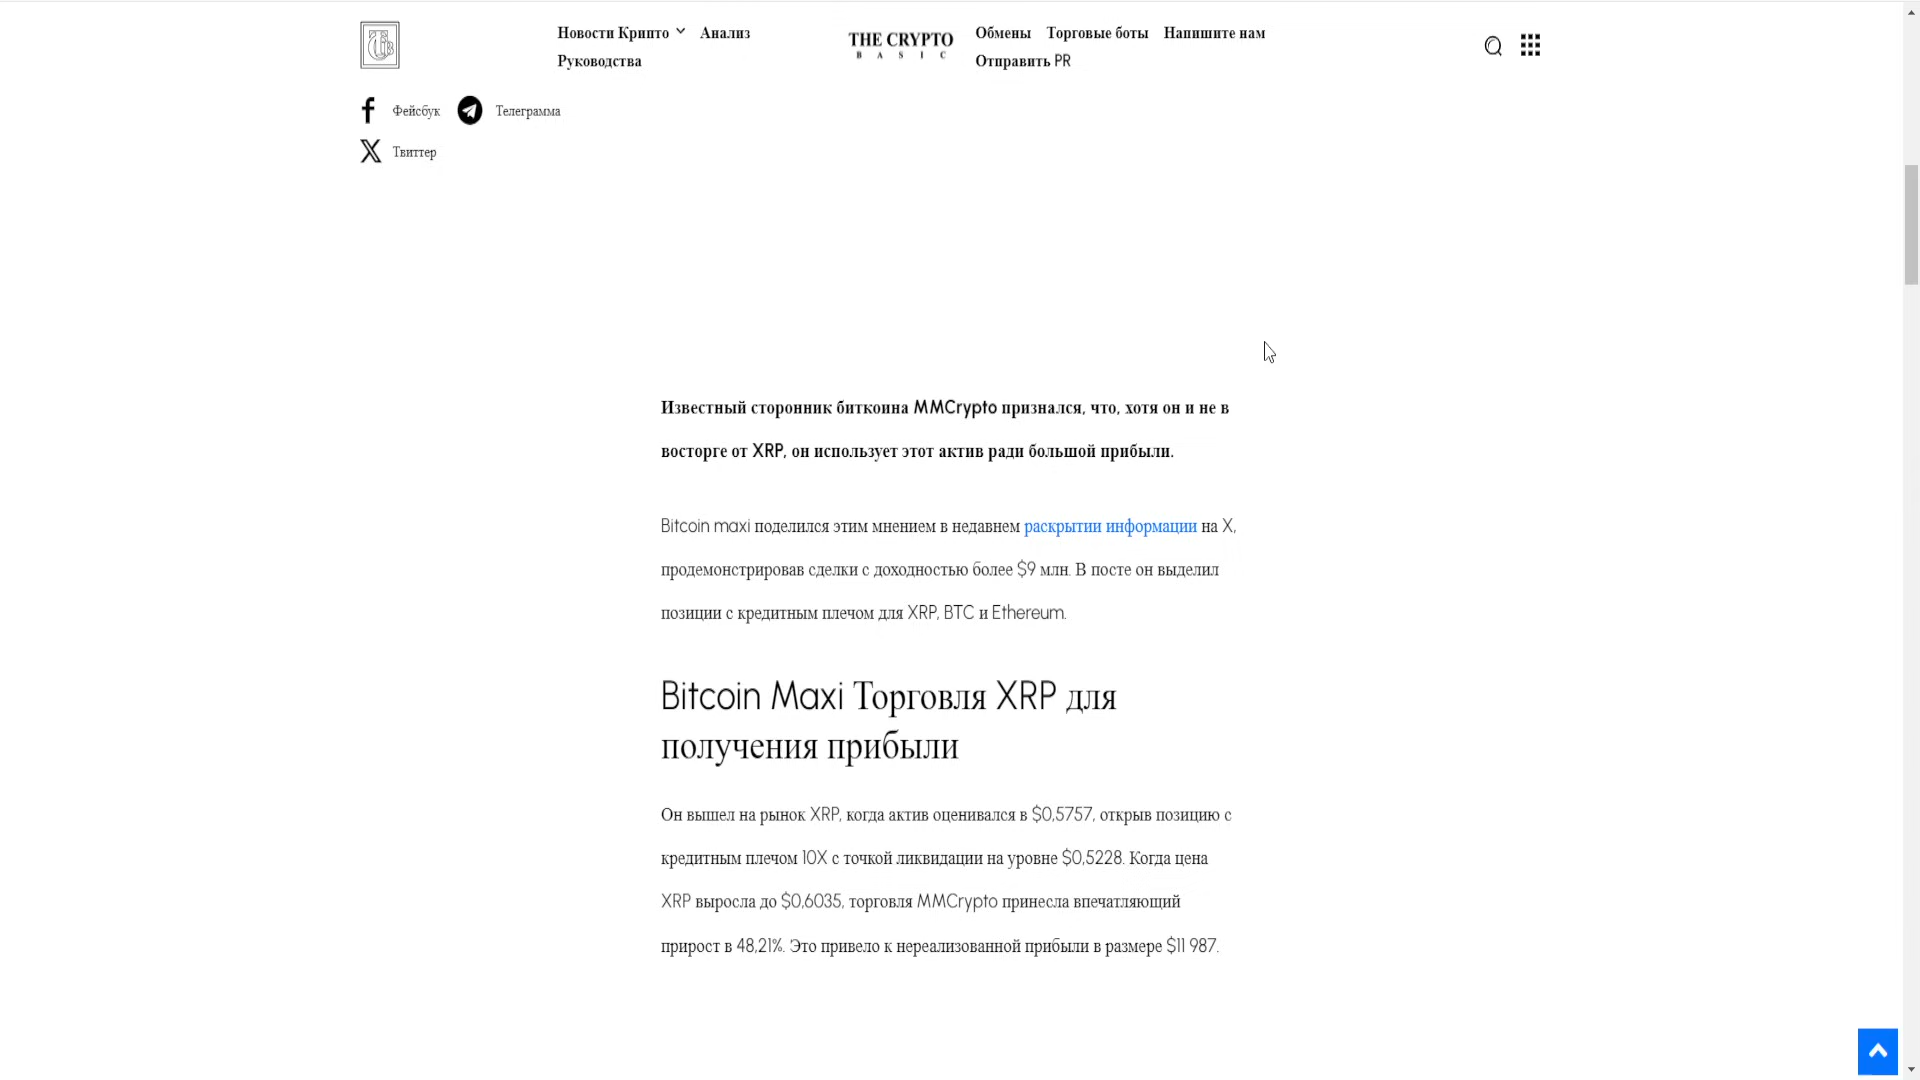 Новости Крипто Анализ
Руководства
THE CRYPTO
BASIC
Обмены Торговые боты Напишите нам
Отправить PR
Фейсбук Телеграмма
Твиттер
Известный сторонник биткоина MMCrypto признался, что, хотя он и не в
восторге от XRP, он использует этот актив ради большой прибыли.
Bitcoin maxi поделился этим мнением в недавнем раскрытии информации на X,
продемонстрировав сделки с доходностью более $9 млн. В посте он выделил
позиции с кредитным плечом для XRP, BTC и Ethereum.
Bitcoin Maxi Торговля XRP для
получения прибыли
Он вышел на рынок XRP, когда актив оценивался в $0,5757, открыв позицию с
кредитным плечом 10X с точкой ликвидации на уровне $0,5228. Когда цена
XRP выросла до $0,6035, торговля MMCrypto принесла впечатляющий
прирост в 48,21%. Это привело к нереализованной прибыли в размере $11 987.